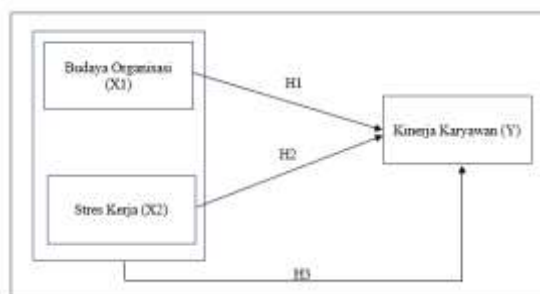 Budaya Organisasi
(X1)
H1
Kinerja Karyawan (Y)
H2
Stres Kerja (X2)
H3